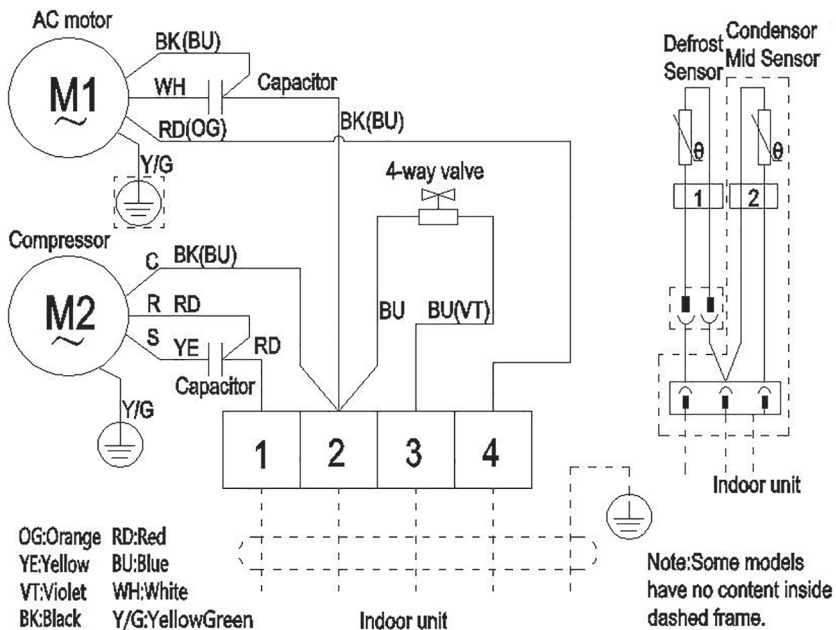 AC motor
M1
~
BK(BU)
WH
Capacitor
RD(OG)
BK(BU)
Y/G
4-way valve
Compressor
M2
~
C BK(BU)
R RD
S YE
RD
Capacitor
Y/G
BU
BU(VT)
1 2 3 4
Defrost
Sensor
Condensor
Mid Sensor
θ
θ
1
2
Indoor unit
OG:Orange RD:Red
YE:Yellow BU:Blue
VT:Violet WH:White
BK:Black Y/G:YellowGreen
Indoor unit
Note:Some models
have no content inside
dashed frame.